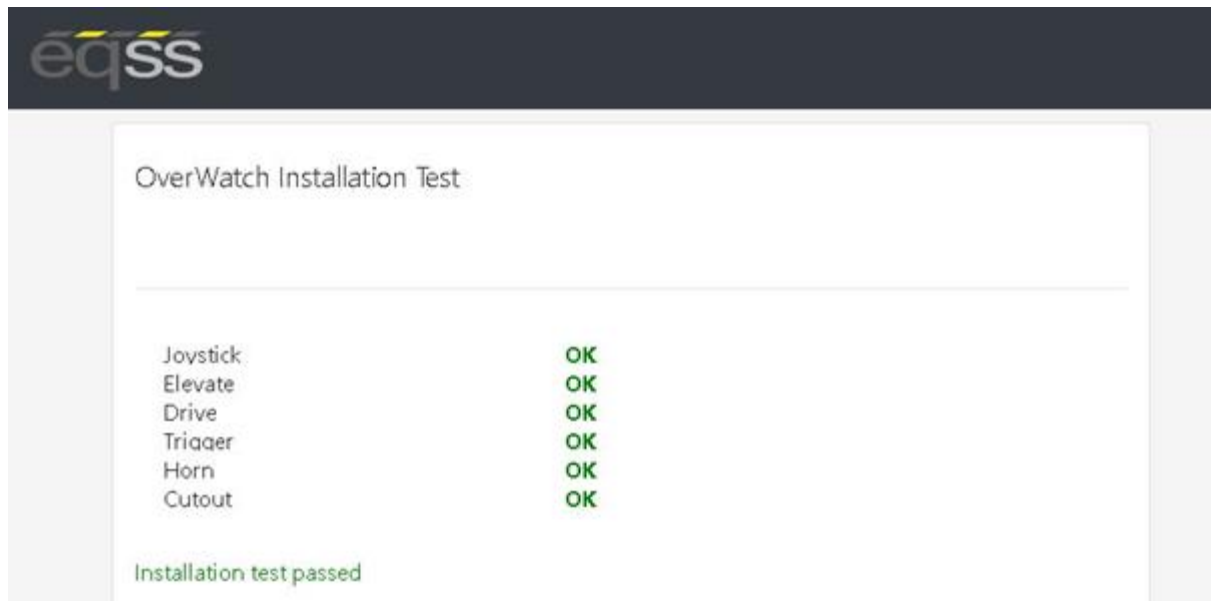 eqss
OverWatch Installation Test
Joystick OK
Elevate OK
Drive OK
Trigger OK
Horn OK
Cutout OK
Installation test passed